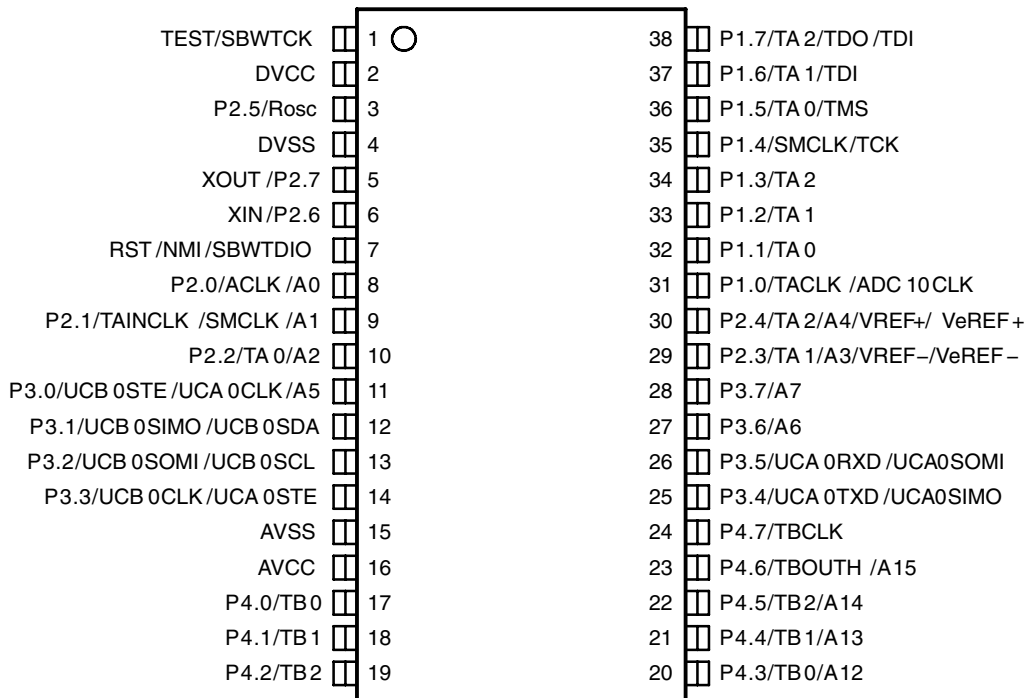 TEST/SBWTCK 1 38 P1.7/TA2/TDO/TDI
DVCC 2 37 P1.6/TA1/TDI
P2.5/Rosc 3 36 P1.5/TA0/TMS
DVSS 4 35 P1.4/SMCLK/TCK
XOUT/P2.7 5 34 P1.3/TA2
XIN/P2.6 6 33 P1.2/TA1
RST/NMI/SBWTDIO 7 32 P1.1/TA0
P2.0/ACLK/A0 8 31 P1.0/TACLK/ADC10CLK
P2.1/TAINCLK/SMCLK/A1 9 30 P2.4/TA2/A4/VREF+/VeREF+
P2.2/TA0/A2 10 29 P2.3/TA1/A3/VREF−/VeREF−
P3.0/UCB0STE/UCA0CLK/A5 11 28 P3.7/A7
P3.1/UCB0SIMO/UCB0SDA 12 27 P3.6/A6
P3.2/UCB0SOMI/UCB0SCL 13 26 P3.5/UCA0RXD/UCA0SOMI
P3.3/UCB0CLK/UCA0STE 14 25 P3.4/UCA0TXD/UCA0SIMO
AVSS 15 24 P4.7/TBCLK
AVCC 16 23 P4.6/TBOUTH/A15
P4.0/TB0 17 22 P4.5/TB2/A14
P4.1/TB1 18 21 P4.4/TB1/A13
P4.2/TB2 19 20 P4.3/TB0/A12